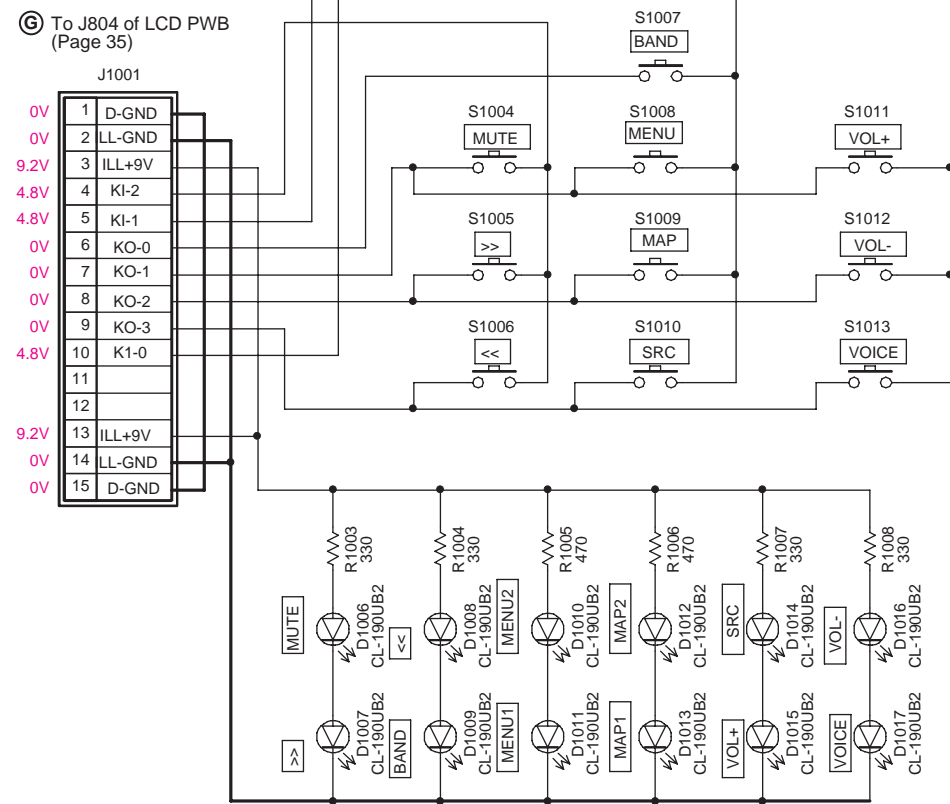 G To J804 of LCD PWB
(Page 35)
J1001
0V 1 D-GND
0V 2 LL-GND
9.2V 3 ILL+9V
4.8V 4 KI-2
4.8V 5 KI-1
0V 6 KO-0
0V 7 KO-1
0V 8 KO-2
0V 9 KO-3
4.8V 10 K1-0
11
12
9.2V 13 ILL+9V
0V 14 LL-GND
0V 15 D-GND
S1007
BAND
S1004
MUTE
S1008
MENU
S1011
VOL+
S1005
>>
S1009
MAP
S1012
VOL-
S1006
<<
S1010
SRC
S1013
VOICE
R1003
330
R1004
330
R1005
470
R1006
470
R1007
330
R1008
330
MUTE
D1006
CL-190UB2
<<
D1008
CL-190UB2
MENU2
D1010
CL-190UB2
MAP2
D1012
CL-190UB2
SRC
D1014
CL-190UB2
VOL-
D1016
CL-190UB2
>>
D1007
CL-190UB2
BAND
D1009
CL-190UB2
MENU1
D1011
CL-190UB2
MAP1
D1013
CL-190UB2
VOL+
D1015
CL-190UB2
VOICE
D1017
CL-190UB2